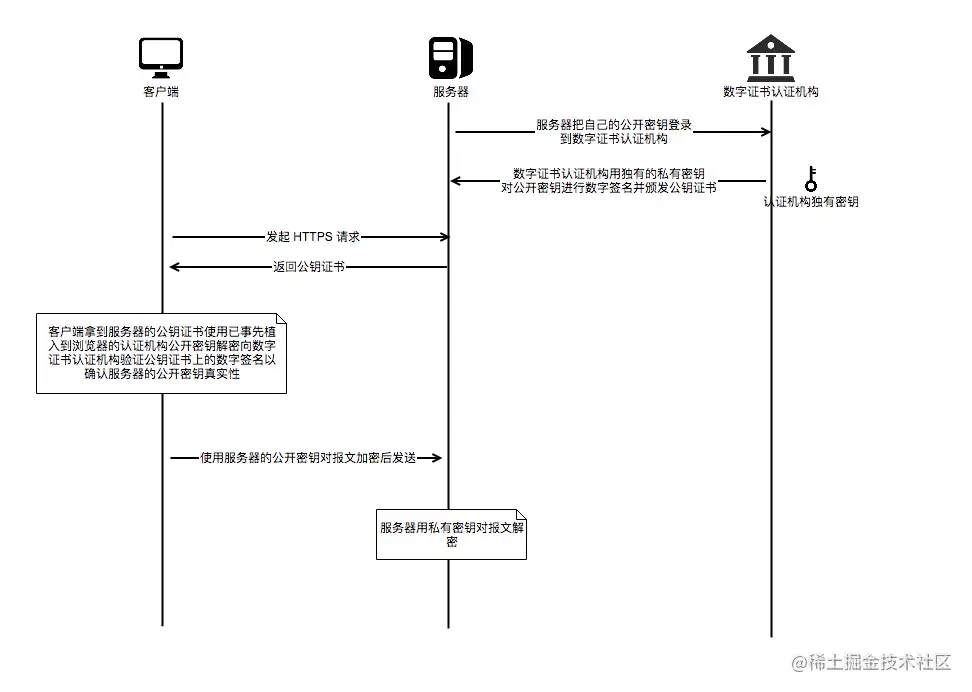 客户端
服务器
数字证书认证机构
服务器把自己的公开密钥登录
到数字证书认证机构
数字证书认证机构用独有的私有密钥
对公开密钥进行数字签名并颁发公钥证书
认证机构独有密钥
发起 HTTPS 请求
返回公钥证书
客户端拿到服务器的公钥证书使用已事先植
入到浏览器的认证机构公开密钥解密向数字
证书认证机构验证公钥证书上的数字签名以
确认服务器的公开密钥真实性
使用服务器的公开密钥对报文加密后发送
服务器用私有密钥对报文解
密
@稀土掘金技术社区